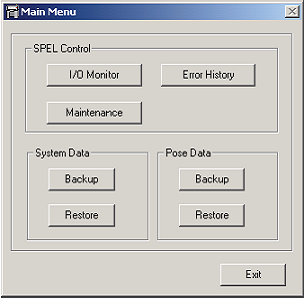 Main Menu
SPEL Control
I/O Monitor Error History
Maintenance
System Data Pose Data
Backup Backup
Restore Restore
Exit